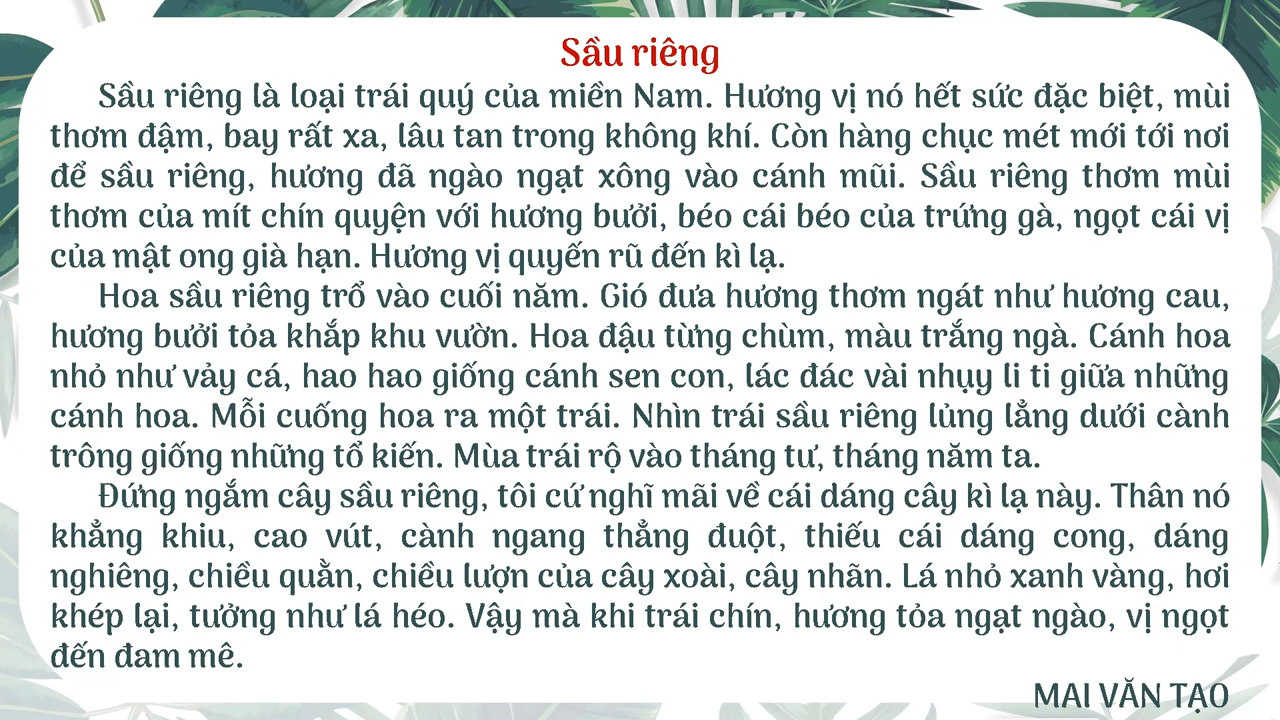 Sầu riêng
Sầu riêng là loại trái quý của miền Nam. Hương vị nó hết sức đặc biệt, mùi
thơm đậm, bay rất xa, lâu tan trong không khí. Còn hàng chục mét mới tới nơi
để sầu riêng, hương đã ngào ngạt xông vào cánh mũi. Sầu riêng thơm mùi
thơm của mít chín quyện với hương bưởi, béo cái béo của trứng gà, ngọt cái vị
của mật ong già hạn. Hương vị quyến rũ đến kì lạ.
Hoa sầu riêng trổ vào cuối năm. Gió đưa hương thơm ngát như hương cau,
hương bưởi tỏa khắp khu vườn. Hoa đậu từng chùm, màu trắng ngà. Cánh hoa
nhỏ như vảy cá, hao hao giống cánh sen con, lác đác vài nhụy li ti giữa những
cánh hoa. Mỗi cuống hoa ra một trái. Nhìn trái sầu riêng lủng lẳng dưới cành
trông giống những tổ kiến. Mùa trái rộ vào tháng tư, tháng năm ta.
Đứng ngắm cây sầu riêng, tôi cứ nghĩ mãi về cái dáng cây kì lạ này. Thân nó
khẳng khiu, cao vút, cành ngang thẳng đuột, thiếu cái dáng cong, dáng
nghiêng, chiều quằn, chiều lượn của cây xoài, cây nhãn. Lá nhỏ xanh vàng, hơi
khép lại, tưởng như lá héo. Vậy mà khi trái chín, hương tỏa ngạt ngào, vị ngọt
đến đam mê.
MAI VĂN TẠO